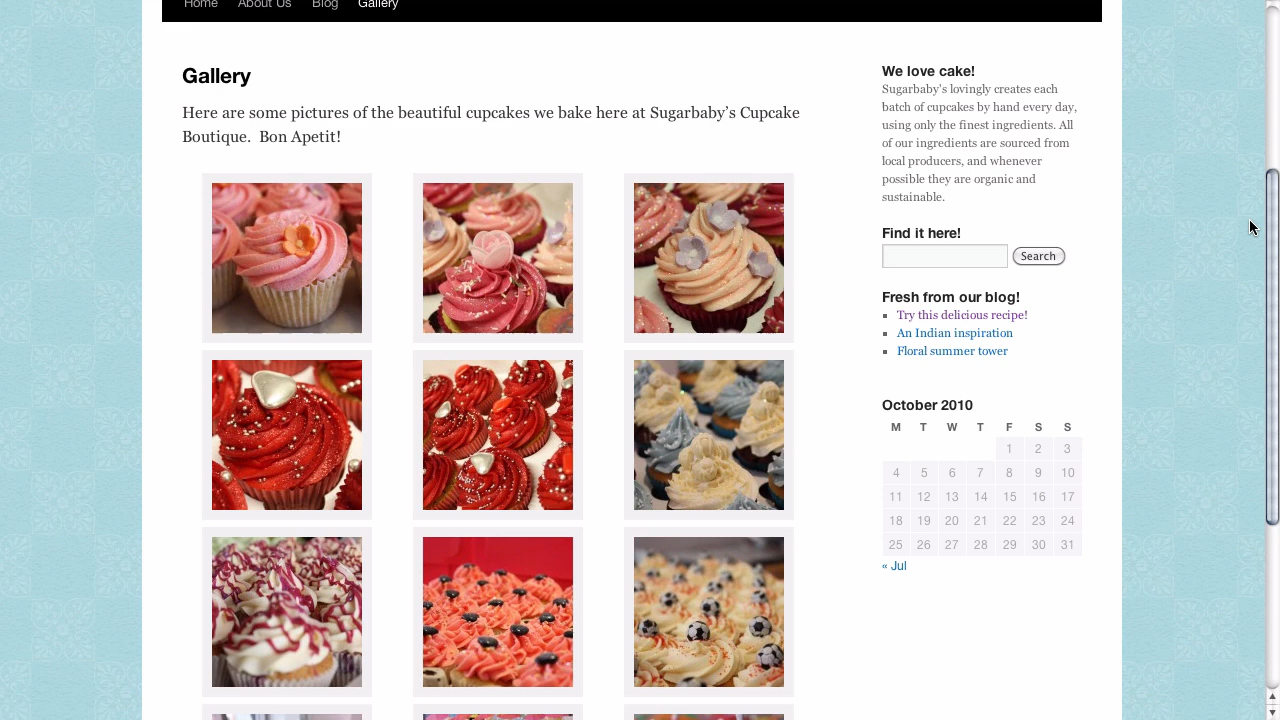 Home About Us Blog Gallery
Gallery
Here are some pictures of the beautiful cupcakes we bake here at Sugarbaby's Cupcake
Boutique.  Bon Apetit!
We love cake!
Sugarbaby's lovingly creates each
batch of cupcakes by hand every day,
using only the finest ingredients. All
of our ingredients are sourced from
local producers, and whenever
possible they are organic and
sustainable.
Find it here!
Search
Fresh from our blog!
Try this delicious recipe!
An Indian inspiration
Floral summer tower
October 2010
M T W T F S S
1 2 3
4 5 6 7 8 9 10
11 12 13 14 15 16 17
18 19 20 21 22 23 24
25 26 27 28 29 30 31
« Jul